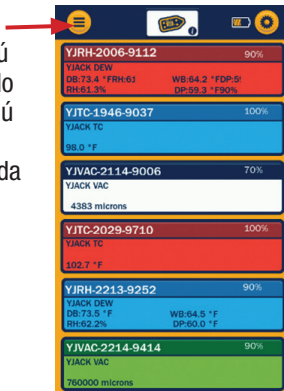 ú
lo
ú
da
YJRH-2006-9112 90%
YJACK DEW
DB:73.4 °F WB:64.2 °F
RH:61.3% DP:59.3 °F 90%
YJTC-1946-9037 100%
YJACK TC
98.0 °F
YJVAC-2114-9006 70%
YJACK VAC
4383 microns
YJTC-2029-9710 100%
YJACK TC
102.7 °F
YJRH-2213-9252 90%
YJACK DEW
DB:73.5 °F WB:64.5 °F
RH:62.2% DP:60.0 °F
YJVAC-2214-9414 90%
YJACK VAC
760000 microns